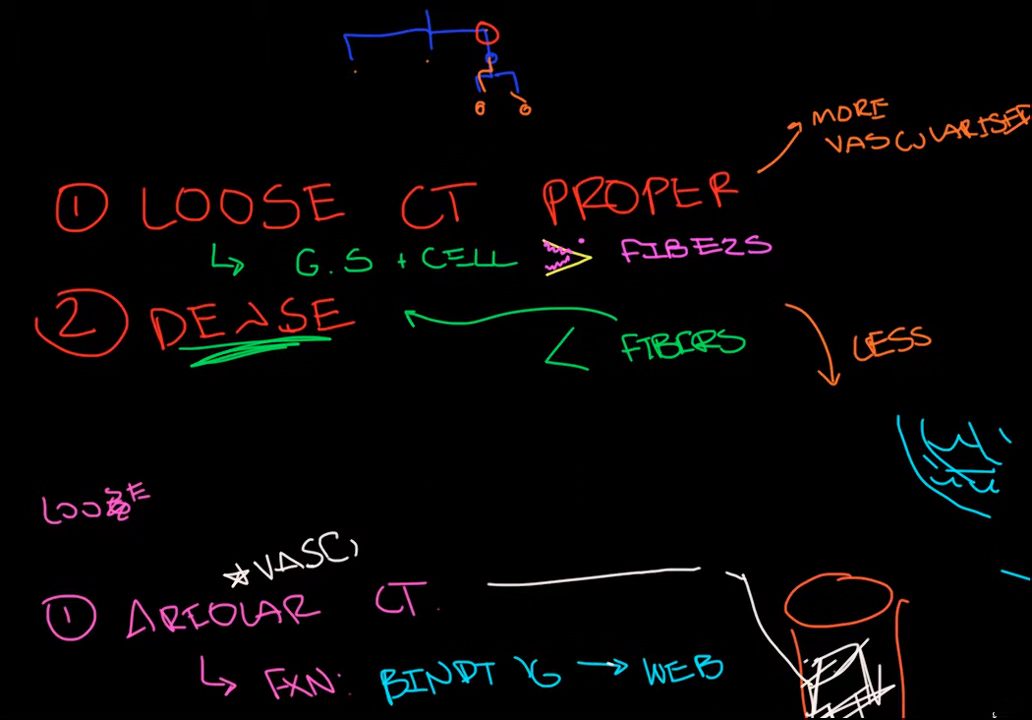 MORE
VASCULARISED
① LOOSE CT PROPER
↳ G.S + CELL > FIBERS
② DENSE < FIBERS
LESS
LOOSE
☆ VASC
① AREOLAR CT
↳ FXN: → WEB